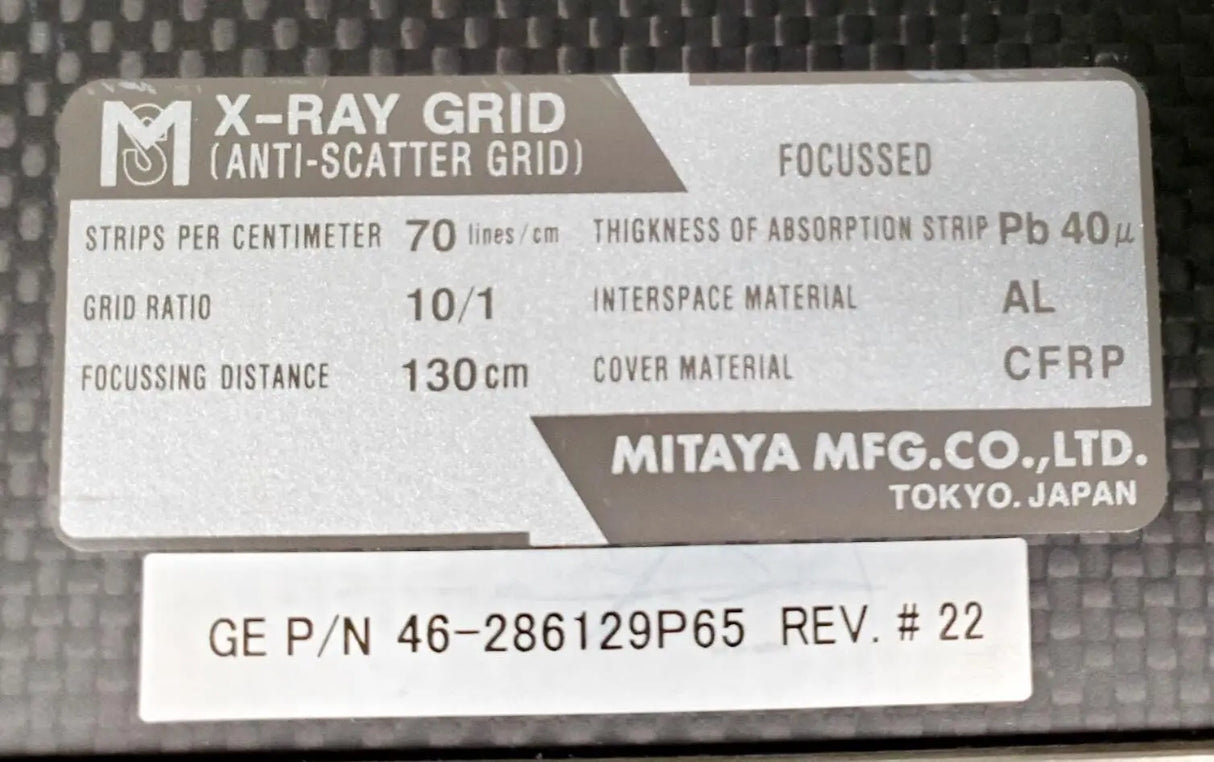 M X-RAY GRID
(ANTI-SCATTER GRID)
FOCUSSED
STRIPS PER CENTIMETER 70 lines/cm
THIGKNESS OF ABSORPTION STRIP Pb 40μ
GRID RATIO 10/1
INTERSPACE MATERIAL AL
FOCUSSING DISTANCE 130cm
COVER MATERIAL CFRP
MITAYA MFG.CO.,LTD.
TOKYO. JAPAN
GE P/N 46-286129P65 REV. # 22